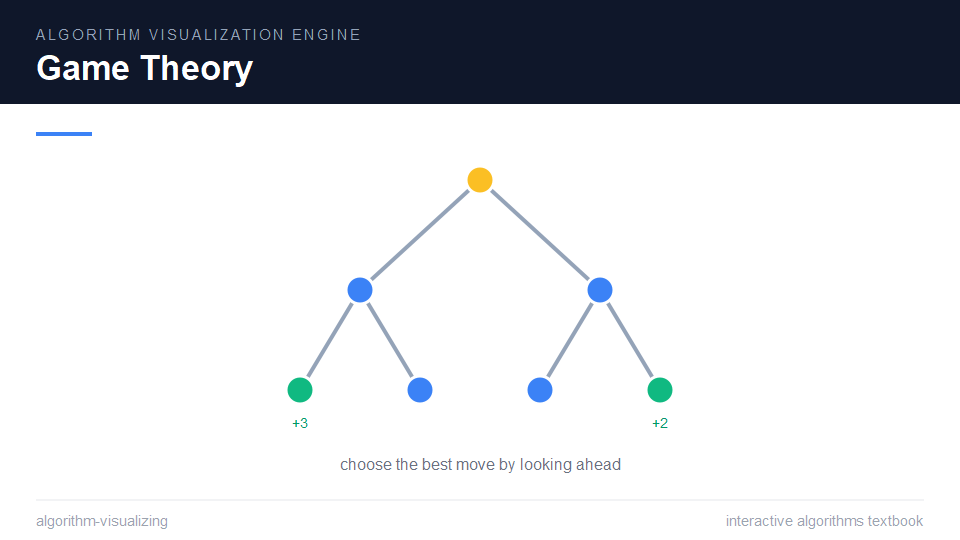 ALGORITHM VISUALIZATION ENGINE
Game Theory
+3
+2
choose the best move by looking ahead
algorithm-visualizing
interactive algorithms textbook